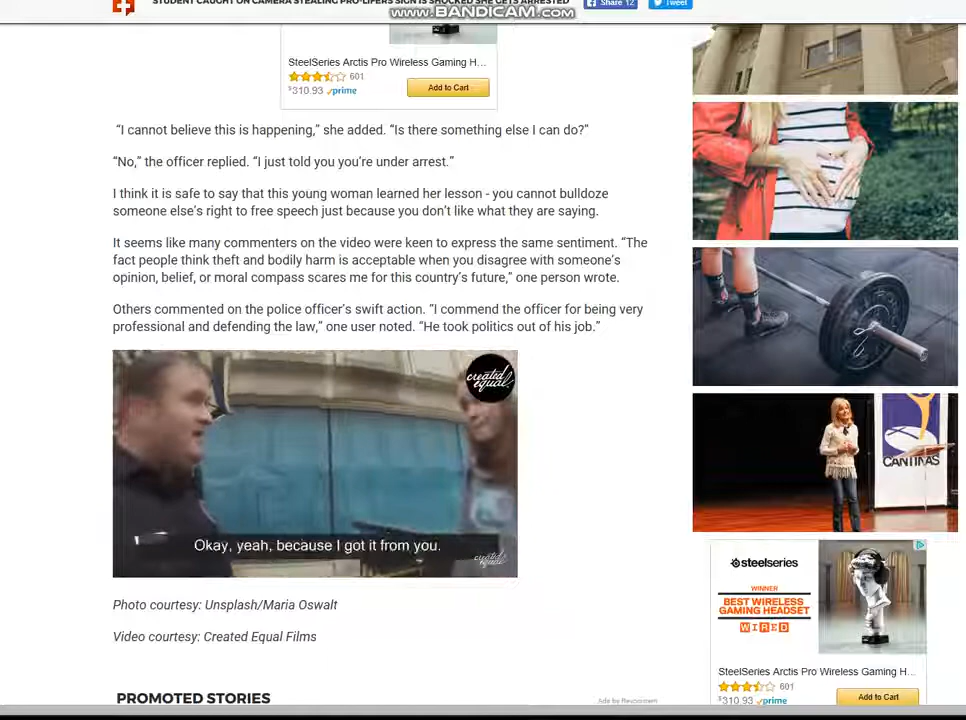 STUDENT CAUGHT ON CAMERA STEALING PRO-LIFERS SIGN IS SHOCKED SHE GETS ARRESTED
www.BANDICAM.com
Share 12
Tweet
SteelSeries Arctis Pro Wireless Gaming H...
601
$310.93 prime
Add to Cart
“I cannot believe this is happening,” she added. “Is there something else I can do?”
“No,” the officer replied. “I just told you you’re under arrest.”
I think it is safe to say that this young woman learned her lesson - you cannot bulldoze
someone else’s right to free speech just because you don’t like what they are saying.
It seems like many commenters on the video were keen to express the same sentiment. “The
fact people think theft and bodily harm is acceptable when you disagree with someone’s
opinion, belief, or moral compass scares me for this country’s future,” one person wrote.
Others commented on the police officer’s swift action. “I commend the officer for being very
professional and defending the law,” one user noted. “He took politics out of his job.”
created
equal
Okay, yeah, because I got it from you.
created
equal
Photo courtesy: Unsplash/Maria Oswalt
Video courtesy: Created Equal Films
PROMOTED STORIES
Ads by Revcontent
CANTINAS
steelseries
WINNER
BEST WIRELESS
GAMING HEADSET
WIRED
SteelSeries Arctis Pro Wireless Gaming H...
601
$310.93 prime
Add to Cart